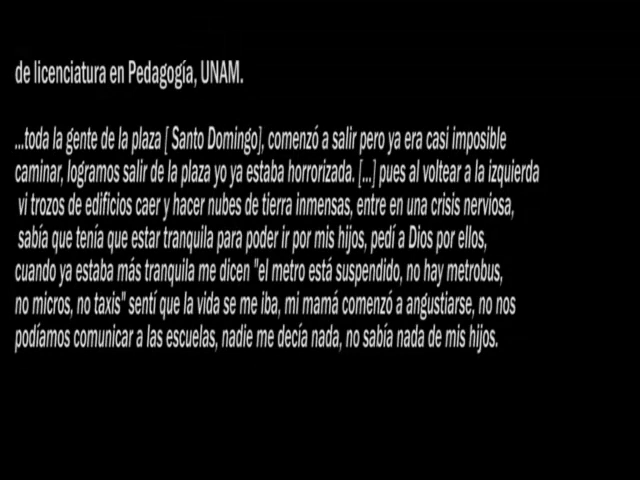 de licenciatura en Pedagogía, UNAM.
...toda la gente de la plaza [ Santo Domingo], comenzó a salir pero ya era casi imposible
caminar, logramos salir de la plaza yo ya estaba horrorizada. [...] pues al voltear a la izquierda
vi trozos de edificios caer y hacer nubes de tierra inmensas, entre en una crisis nerviosa,
sabía que tenía que estar tranquila para poder ir por mis hijos, pedí a Dios por ellos,
cuando ya estaba más tranquila me dicen "el metro está suspendido, no hay metrobus,
no micros, no taxis" sentí que la vida se me iba, mi mamá comenzó a angustiarse, no nos
podíamos comunicar a las escuelas, nadie me decía nada, no sabía nada de mis hijos.